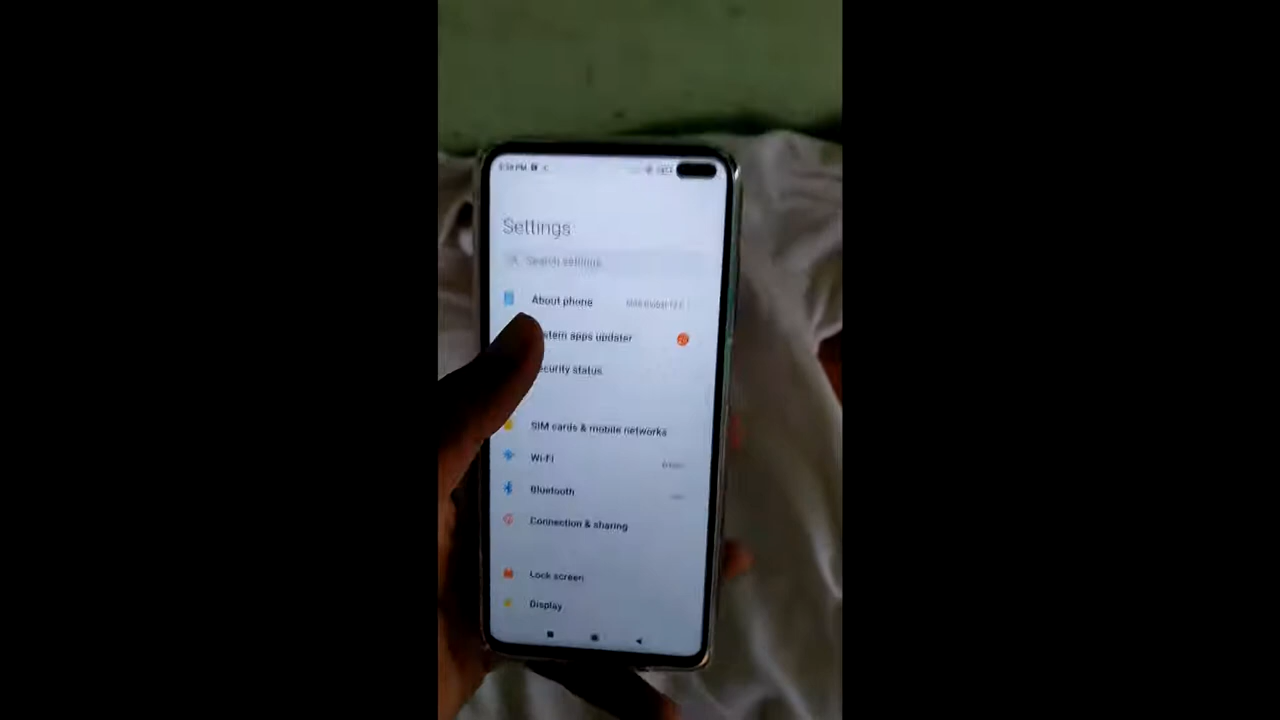 Settings
Search settings
About phone
stem apps updater
ecurity status
SIM cards & mobile networks
Wi-Fi
Bluetooth
Connection & sharing
Lock screen
Display